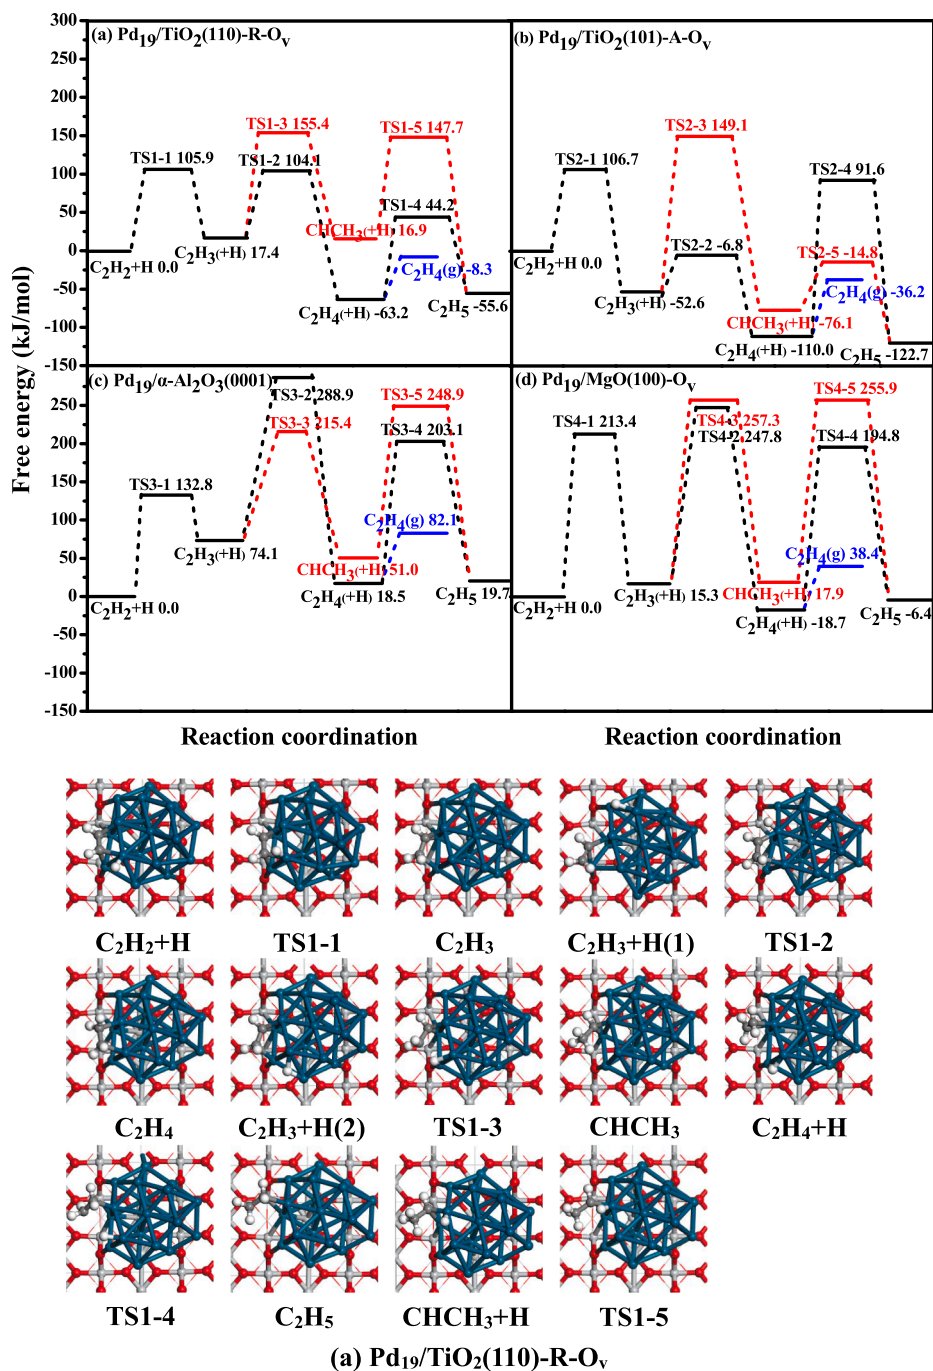 Free energy (kJ/mol)
300
250
200
150
100
50
0
-50
-100
-150
(a) Pd19/TiO2(110)-R-Ov
TS1-3 155.4
TS1-5 147.7
TS1-1 105.9
TS1-2 104.1
TS1-4 44.2
CHCH3(+H) 16.9
C2H2+H 0.0
C2H3(+H) 17.4
C2H4(g) -8.3
C2H4(+H) -63.2
C2H5 -55.6
(b) Pd19/TiO2(101)-A-Ov
TS2-3 149.1
TS2-1 106.7
TS2-4 91.6
TS2-2 -6.8
TS2-5 -14.8
C2H2+H 0.0
C2H3(+H) -52.6
C2H4(g) -36.2
CHCH3(+H) -76.1
C2H4(+H) -110.0
C2H5 -122.7
250
200
150
100
50
0
-50
-100
-150
(c) Pd19/α-Al2O3(0001)
TS3-2 288.9
TS3-5 248.9
TS3-3 215.4
TS3-4 203.1
TS3-1 132.8
C2H4(g) 82.1
C2H3(+H) 74.1
CHCH3(+H) 51.0
C2H2+H 0.0
C2H4(+H) 18.5
C2H5 19.7
(d) Pd19/MgO(100)-Ov
TS4-5 255.9
TS4-1 213.4
TS4-3 257.3
TS4-2 247.8
TS4-4 194.8
C2H4(g) 38.4
C2H2+H 0.0
C2H3(+H) 15.3
CHCH3(+H) 17.9
C2H4(+H) -18.7
C2H5 -6.4
Reaction coordination
Reaction coordination
C2H2+H
TS1-1
C2H3
C2H3+H(1)
TS1-2
C2H4
C2H3+H(2)
TS1-3
CHCH3
C2H4+H
TS1-4
C2H5
CHCH3+H
TS1-5
(a) Pd19/TiO2(110)-R-Ov